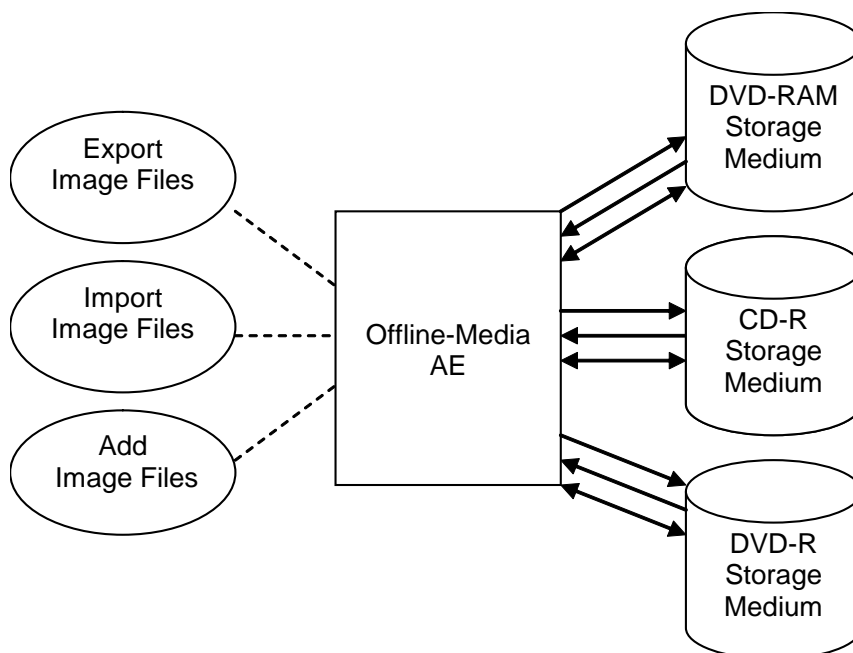 Export
Image Files
Import
Image Files
Add
Image Files
Offline-Media
AE
DVD-RAM
Storage
Medium
CD-R
Storage
Medium
DVD-R
Storage
Medium